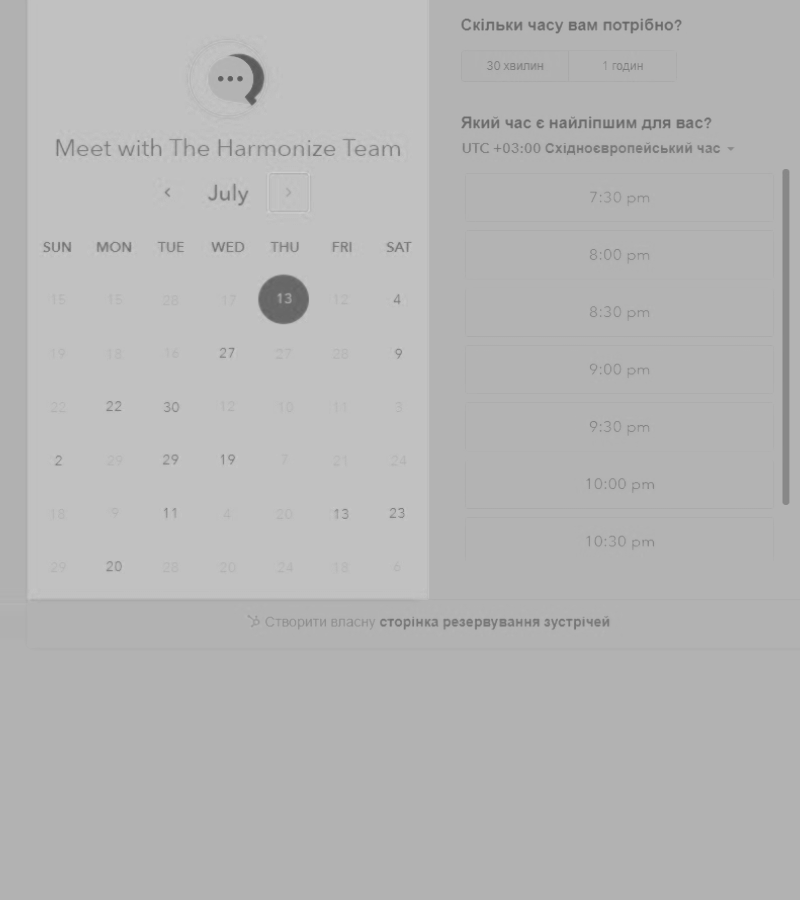 Meet with The Harmonize Team
July
SUN MON TUE WED THU FRI SAT
15 15 28 17 13 12 4
19 18 16 27 27 28 9
22 22 30 12 10 11 3
2 29 29 19 7 21 24
18 9 11 4 20 13 23
29 20 28 20 24 18 6
Скільки часу вам потрібно?
30 хвилин 1 годин
Який час є найліпшим для вас?
UTC +03:00 Східноєвропейський час
7:30 pm
8:00 pm
8:30 pm
9:00 pm
9:30 pm
10:00 pm
10:30 pm
Створити власну сторінка резервування зустрічей